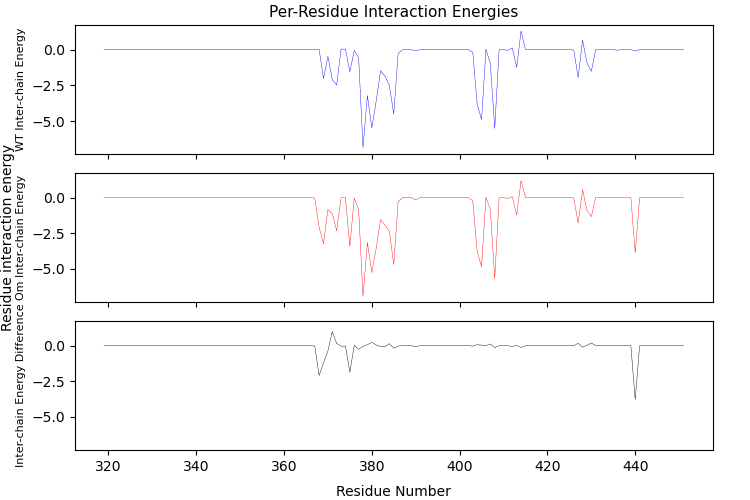 Per-Residue Interaction Energies
Residue interaction energy
WT Inter-chain Energy
0.0
−2.5
−5.0
Om Inter-chain Energy
0.0
−2.5
−5.0
Inter-chain Energy Difference
0.0
−2.5
−5.0
320 340 360 380 400 420 440
Residue Number